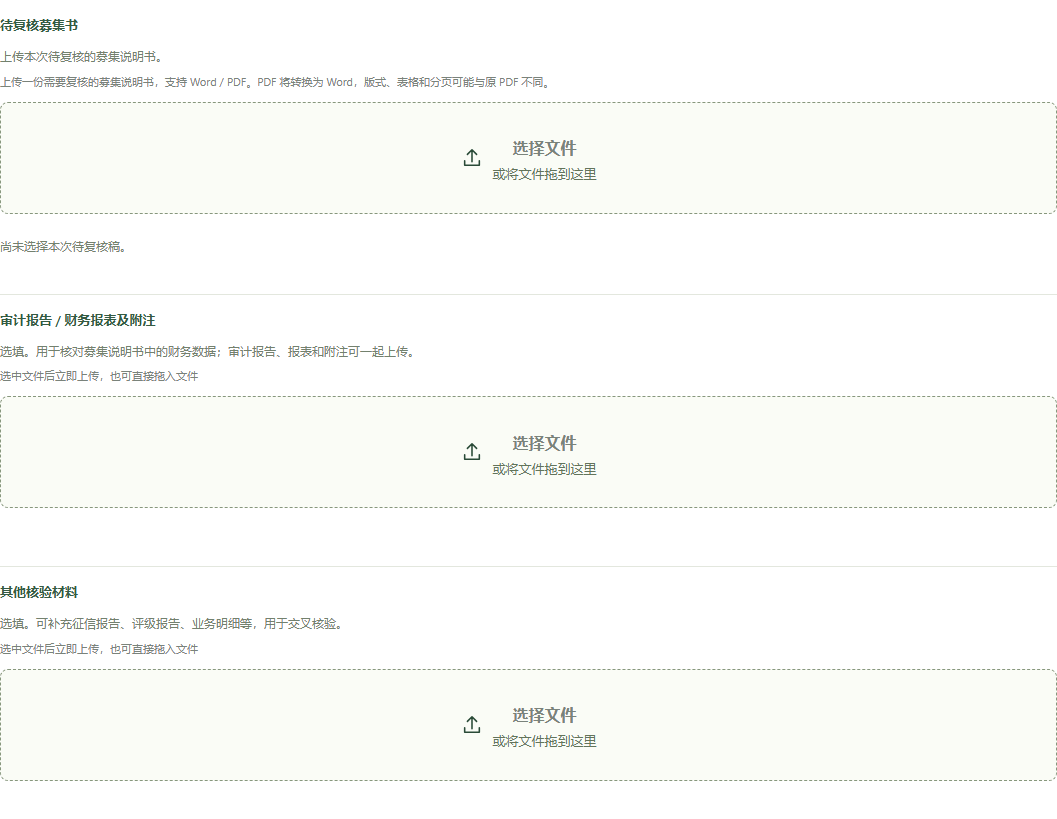 待复核募集书
上传本次待复核的募集说明书。
上传一份需要复核的募集说明书，支持 Word / PDF。PDF 将转换为 Word，版式、表格和分页可能与原 PDF 不同。
选择文件
或将文件拖到这里
尚未选择本次待复核稿。
审计报告 / 财务报表及附注
选填。用于核对募集说明书中的财务数据；审计报告、报表和附注可一起上传。
选中文件后立即上传，也可直接拖入文件
选择文件
或将文件拖到这里
其他核验材料
选填。可补充征信报告、评级报告、业务明细等，用于交叉核验。
选中文件后立即上传，也可直接拖入文件
选择文件
或将文件拖到这里